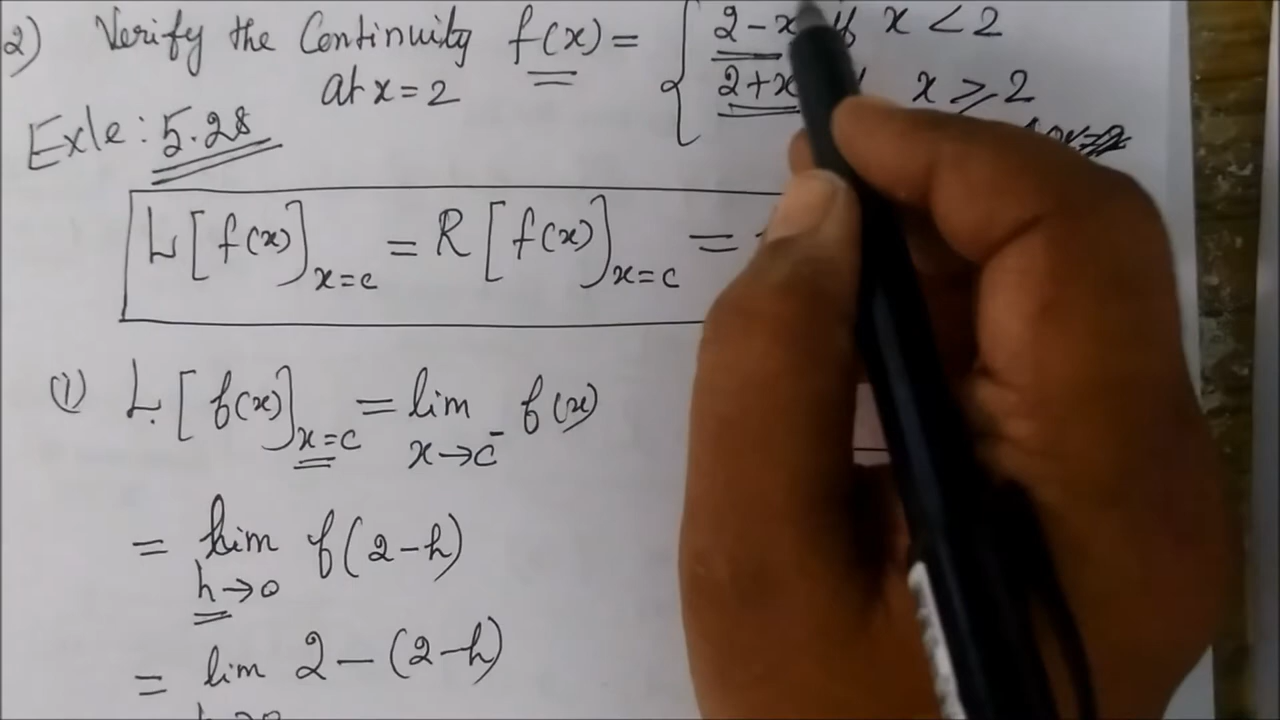 2) Verify the Continuity f(x) = { 2-x if x < 2
at x = 2 2+x x ≥ 2
Exle: 5.28
L[f(x)]x=c = R[f(x)]x=c =
(1) L.[f(x)]x=c = lim x→c⁻ f(x)
= lim h→0 f(2-h)
= lim h→0 2-(2-h)